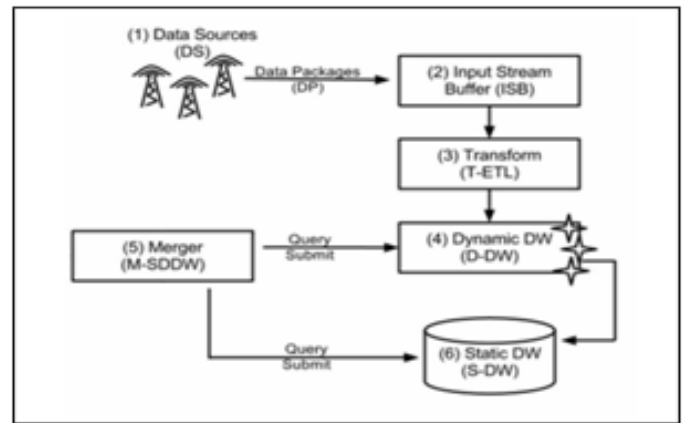 (1) Data Sources
(DS)
Data Packages
(DP)
(2) Input Stream
Buffer (ISB)
(3) Transform
(T-ETL)
(5) Merger
(M-SDDW)
Query
Submit
(4) Dynamic DW
(D-DW)
Query
Submit
(6) Static DW
(S-DW)